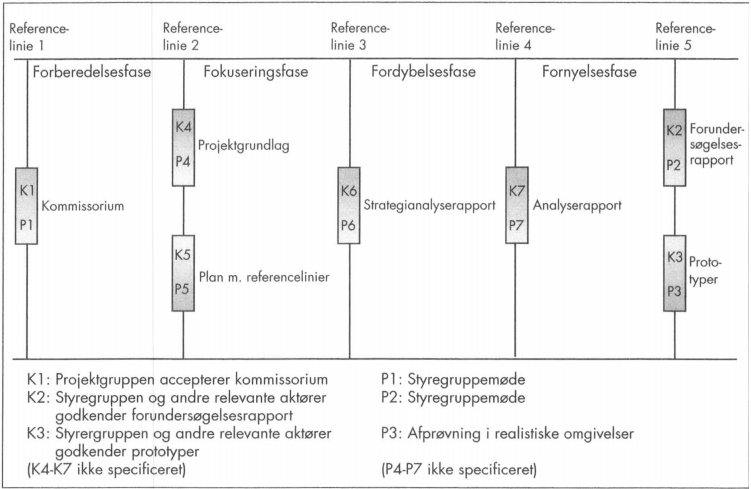 Reference-
linie 1
Reference-
linie 2
Reference-
linie 3
Reference-
linie 4
Reference-
linie 5
Forberedelsesfase
Fokuseringsfase
Fordybelsesfase
Fornyelsesfase
K1
P1
Kommissorium
K4
P4
Projektgrundlag
K5
P5
Plan m. referencelinier
K6
P6
Strategianalyserapport
K7
P7
Analyserapport
K2
P2
Forunder-
søgelses-
rapport
K3
P3
Proto-
typer
K1: Projektgruppen accepterer kommissorium
K2: Styregruppen og andre relevante aktører
godkender forundersøgelsesrapport
K3: Styrergruppen og andre relevante aktører
godkender prototyper
(K4-K7 ikke specificeret)
P1: Styregruppemøde
P2: Styregruppemøde
P3: Afprøvning i realistiske omgivelser
(P4-P7 ikke specificeret)